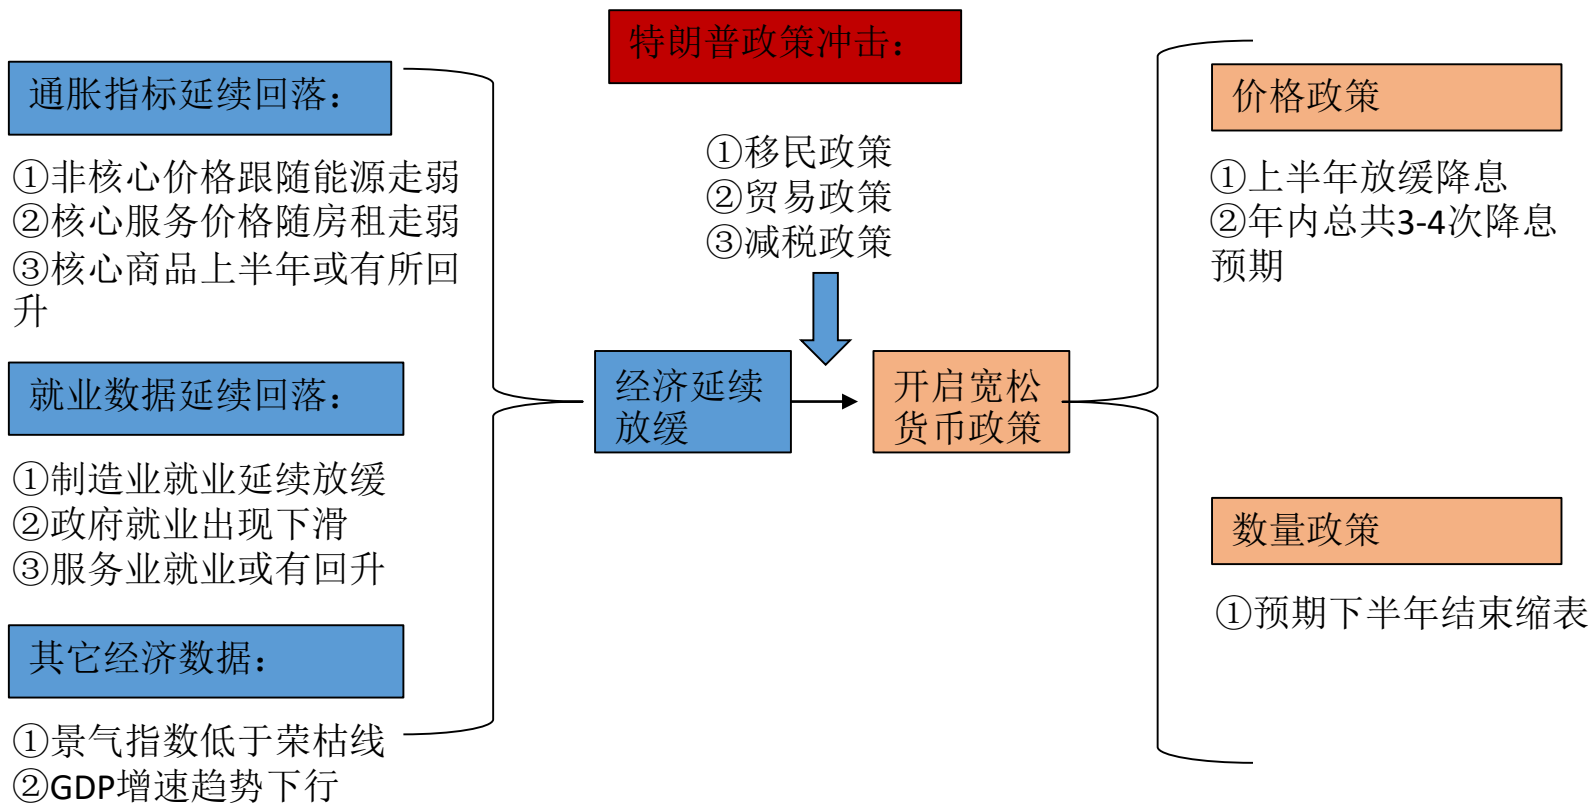 特朗普政策冲击：
①移民政策
②贸易政策
③减税政策
通胀指标延续回落：
①非核心价格跟随能源走弱
②核心服务价格随房租走弱
③核心商品上半年或有所回
升
就业数据延续回落：
①制造业就业延续放缓
②政府就业出现下滑
③服务业就业或有回升
其它经济数据：
①景气指数低于荣枯线
②GDP增速趋势下行
经济延续
放缓
开启宽松
货币政策
价格政策
①上半年放缓降息
②年内总共3-4次降息
预期
数量政策
①预期下半年结束缩表